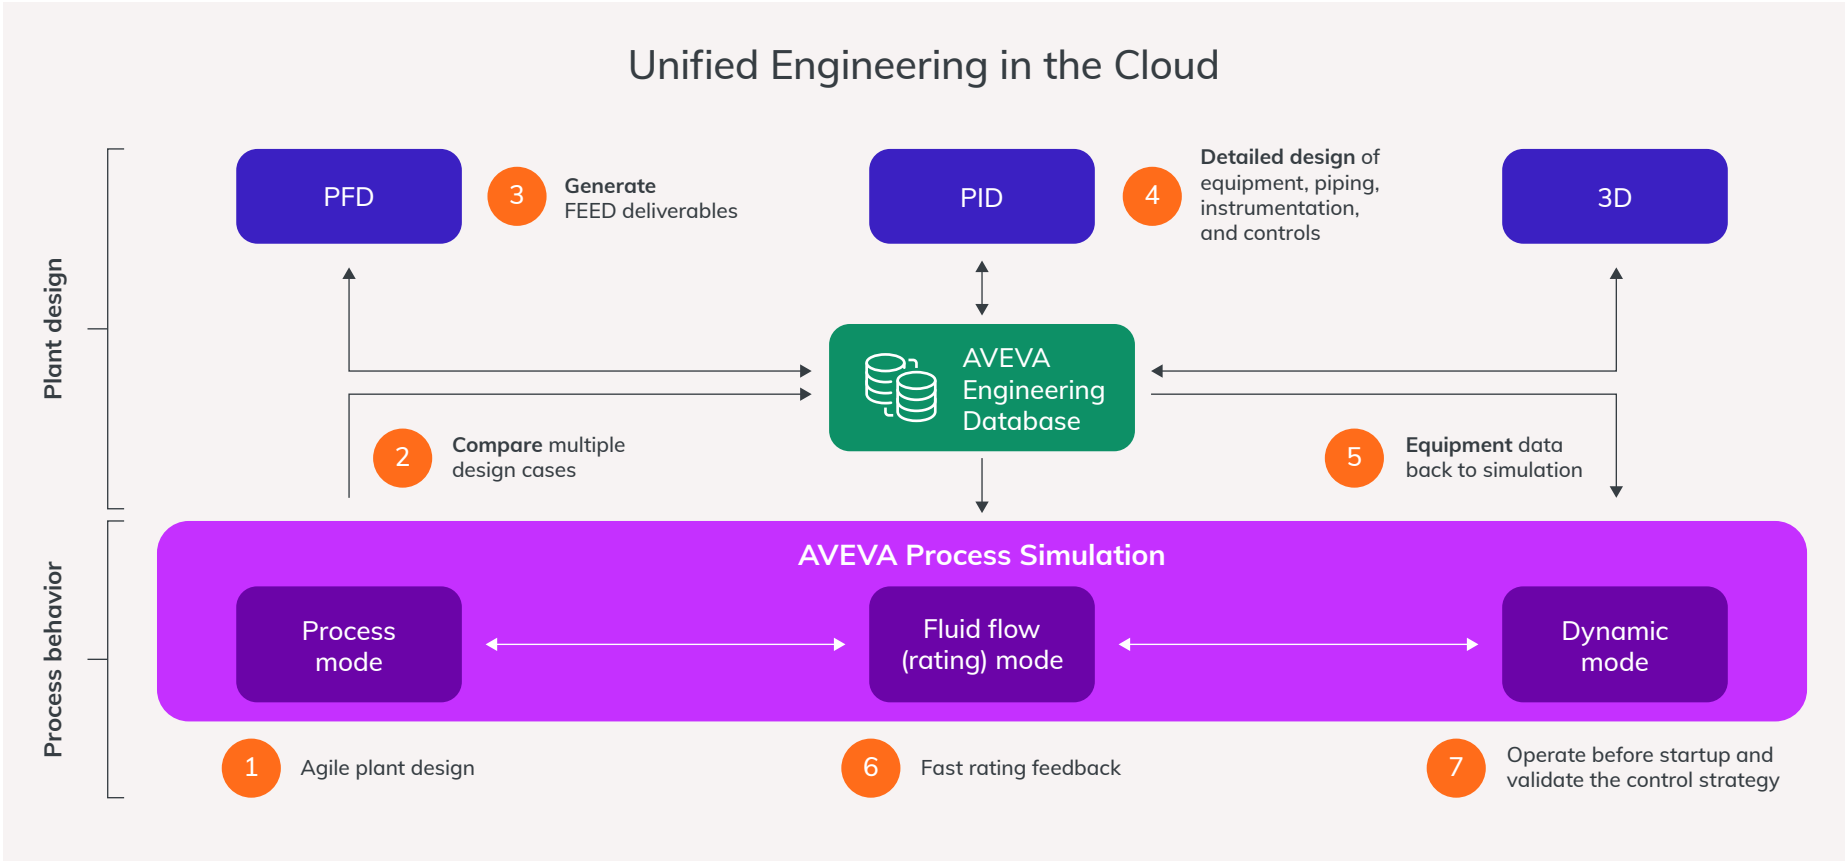 Unified Engineering in the Cloud
Plant design
PFD
3
Generate
FEED deliverables
PID
4
Detailed design of
equipment, piping,
instrumentation,
and controls
3D
AVEVA
Engineering
Database
2
Compare multiple
design cases
5
Equipment data
back to simulation
Process behavior
AVEVA Process Simulation
Process
mode
Fluid flow
(rating) mode
Dynamic
mode
1
Agile plant design
6
Fast rating feedback
7
Operate before startup and
validate the control strategy